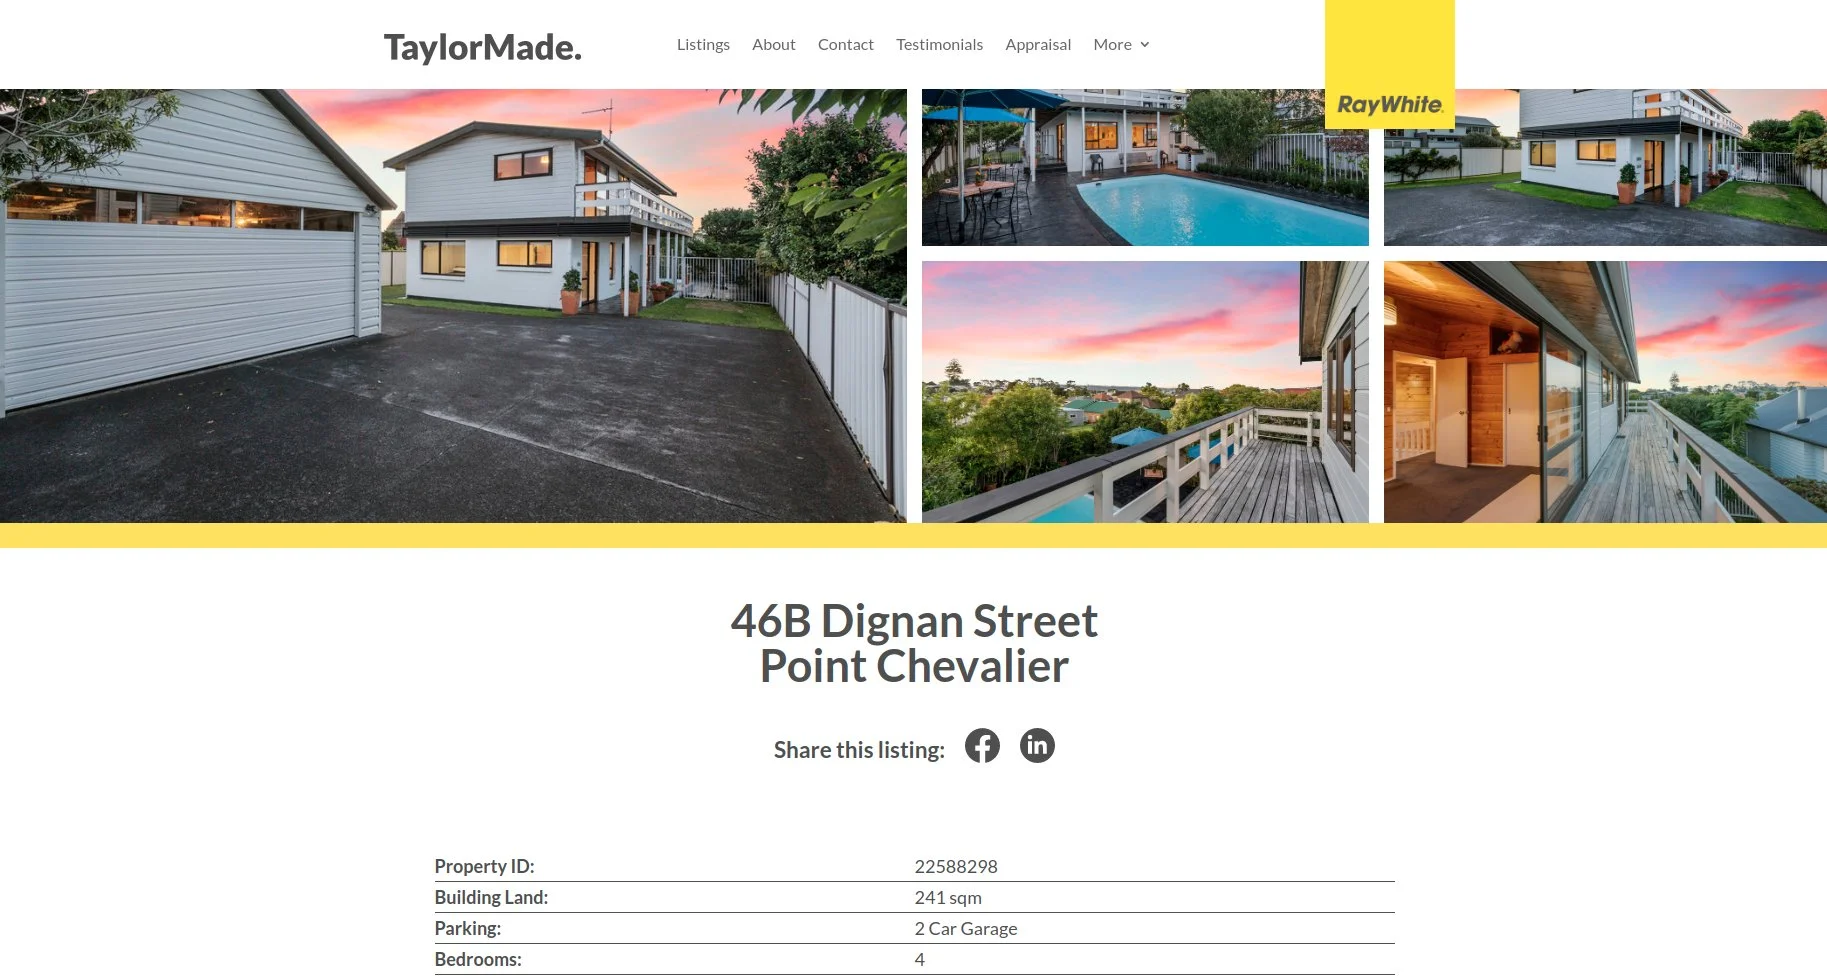 TaylorMade.
Listings About Contact Testimonials Appraisal More
RayWhite.
46B Dignan Street
Point Chevalier
Share this listing:
Property ID: 22588298
Building Land: 241 sqm
Parking: 2 Car Garage
Bedrooms: 4